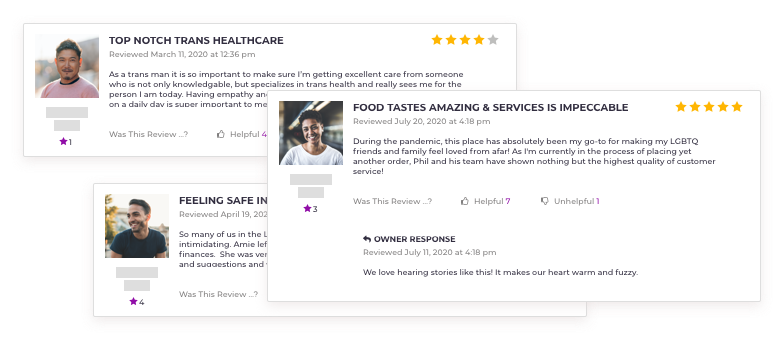 TOP NOTCH TRANS HEALTHCARE
Reviewed March 11, 2020 at 12:36 pm
As a trans man it is so important to make sure I'm getting excellent care from someone
who is not only knowledgable, but specializes in trans health and really sees me for the
person I am today. Having empathy and
on a daily day is super important to me
Was This Review ...?
Helpful 4
1
FOOD TASTES AMAZING & SERVICES IS IMPECCABLE
Reviewed July 20, 2020 at 4:18 pm
During the pandemic, this place has absolutely been my go-to for making my LGBTQ
friends and family feel loved from afar! As I'm currently in the process of placing yet
another order, Phil and his team have shown nothing but the highest quality of customer
service!
Was This Review ...?
Helpful 7
Unhelpful 1
3
OWNER RESPONSE
Reviewed July 11, 2020 at 4:18 pm
We love hearing stories like this! It makes our heart warm and fuzzy.
FEELING SAFE IN
Reviewed April 19, 202
So many of us in the L
intimidating. Amie lef
finances. She was ver
and suggestions and
Was This Review ...?
4